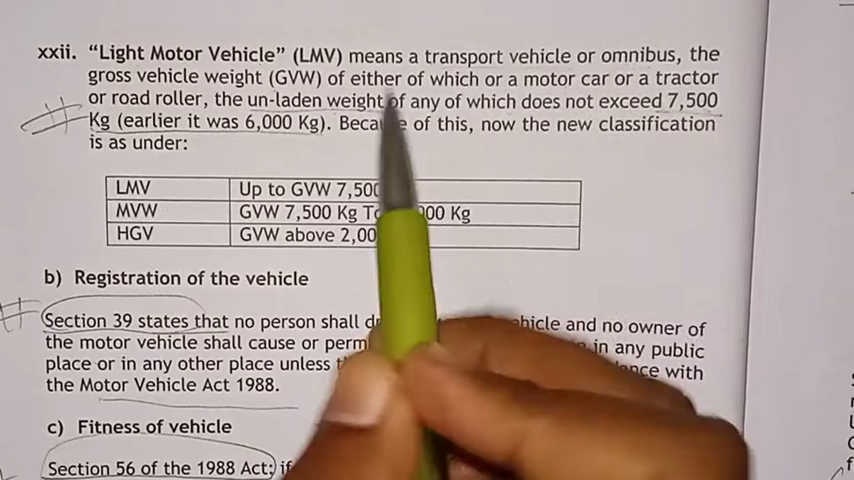 xxii. “Light Motor Vehicle” (LMV) means a transport vehicle or omnibus, the
gross vehicle weight (GVW) of either of which or a motor car or a tractor
or road roller, the un-laden weight of any of which does not exceed 7,500
Kg (earlier it was 6,000 Kg). Because of this, now the new classification
is as under:
LMV Up to GVW 7,500
MVW GVW 7,500 Kg To 000 Kg
HGV GVW above 2,00
b) Registration of the vehicle
Section 39 states that no person shall vehicle and no owner of
the motor vehicle shall cause or in any public
place or in any other place unless with
the Motor Vehicle Act 1988.
c) Fitness of vehicle
Section 56 of the 1988 Act: if